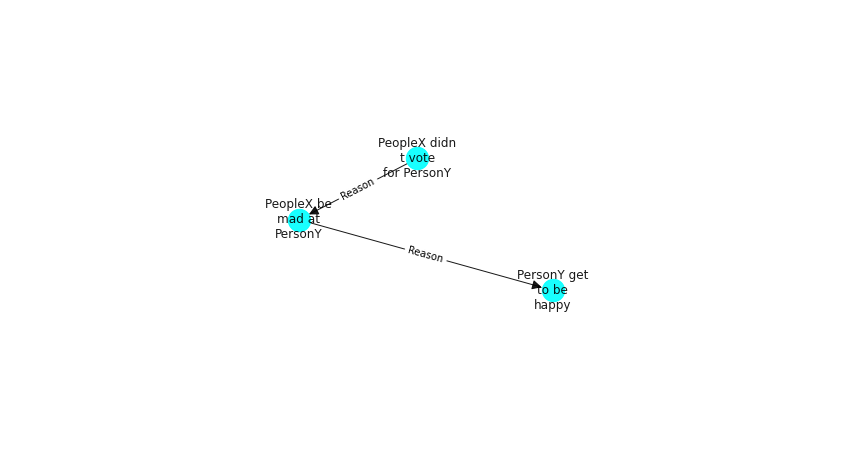 PeopleX didn
t vote
for PersonY
Reason
PeopleX be
mad at
PersonY
Reason
PersonY get
to be
happy